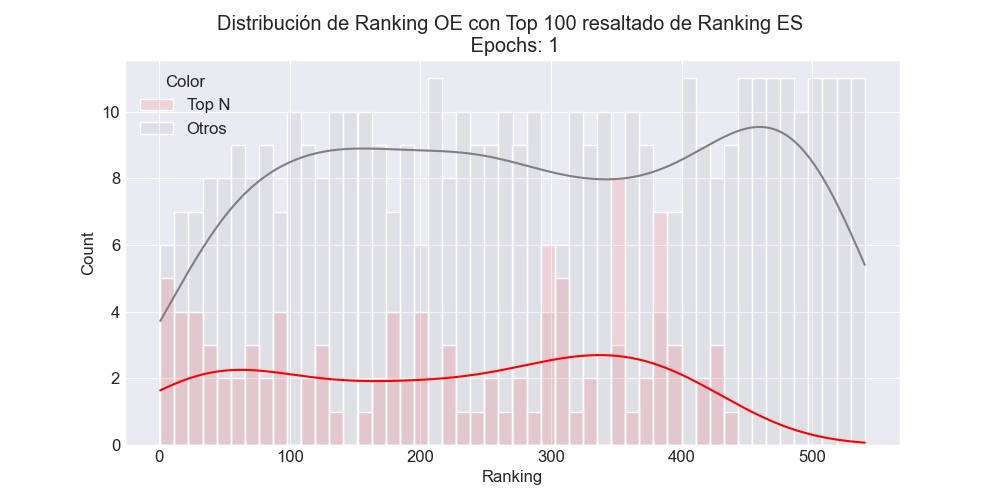 Distribución de Ranking OE con Top 100 resaltado de Ranking ES
Epochs: 1
Color
Top N
Otros
Count
10
8
6
4
2
0
0 100 200 300 400 500
Ranking